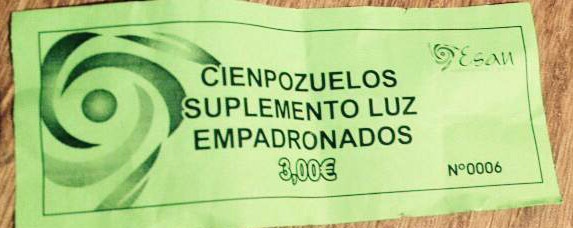 Esan
CIENPOZUELOS
SUPLEMENTO LUZ
EMPADRONADOS
3,00€
Nº0006